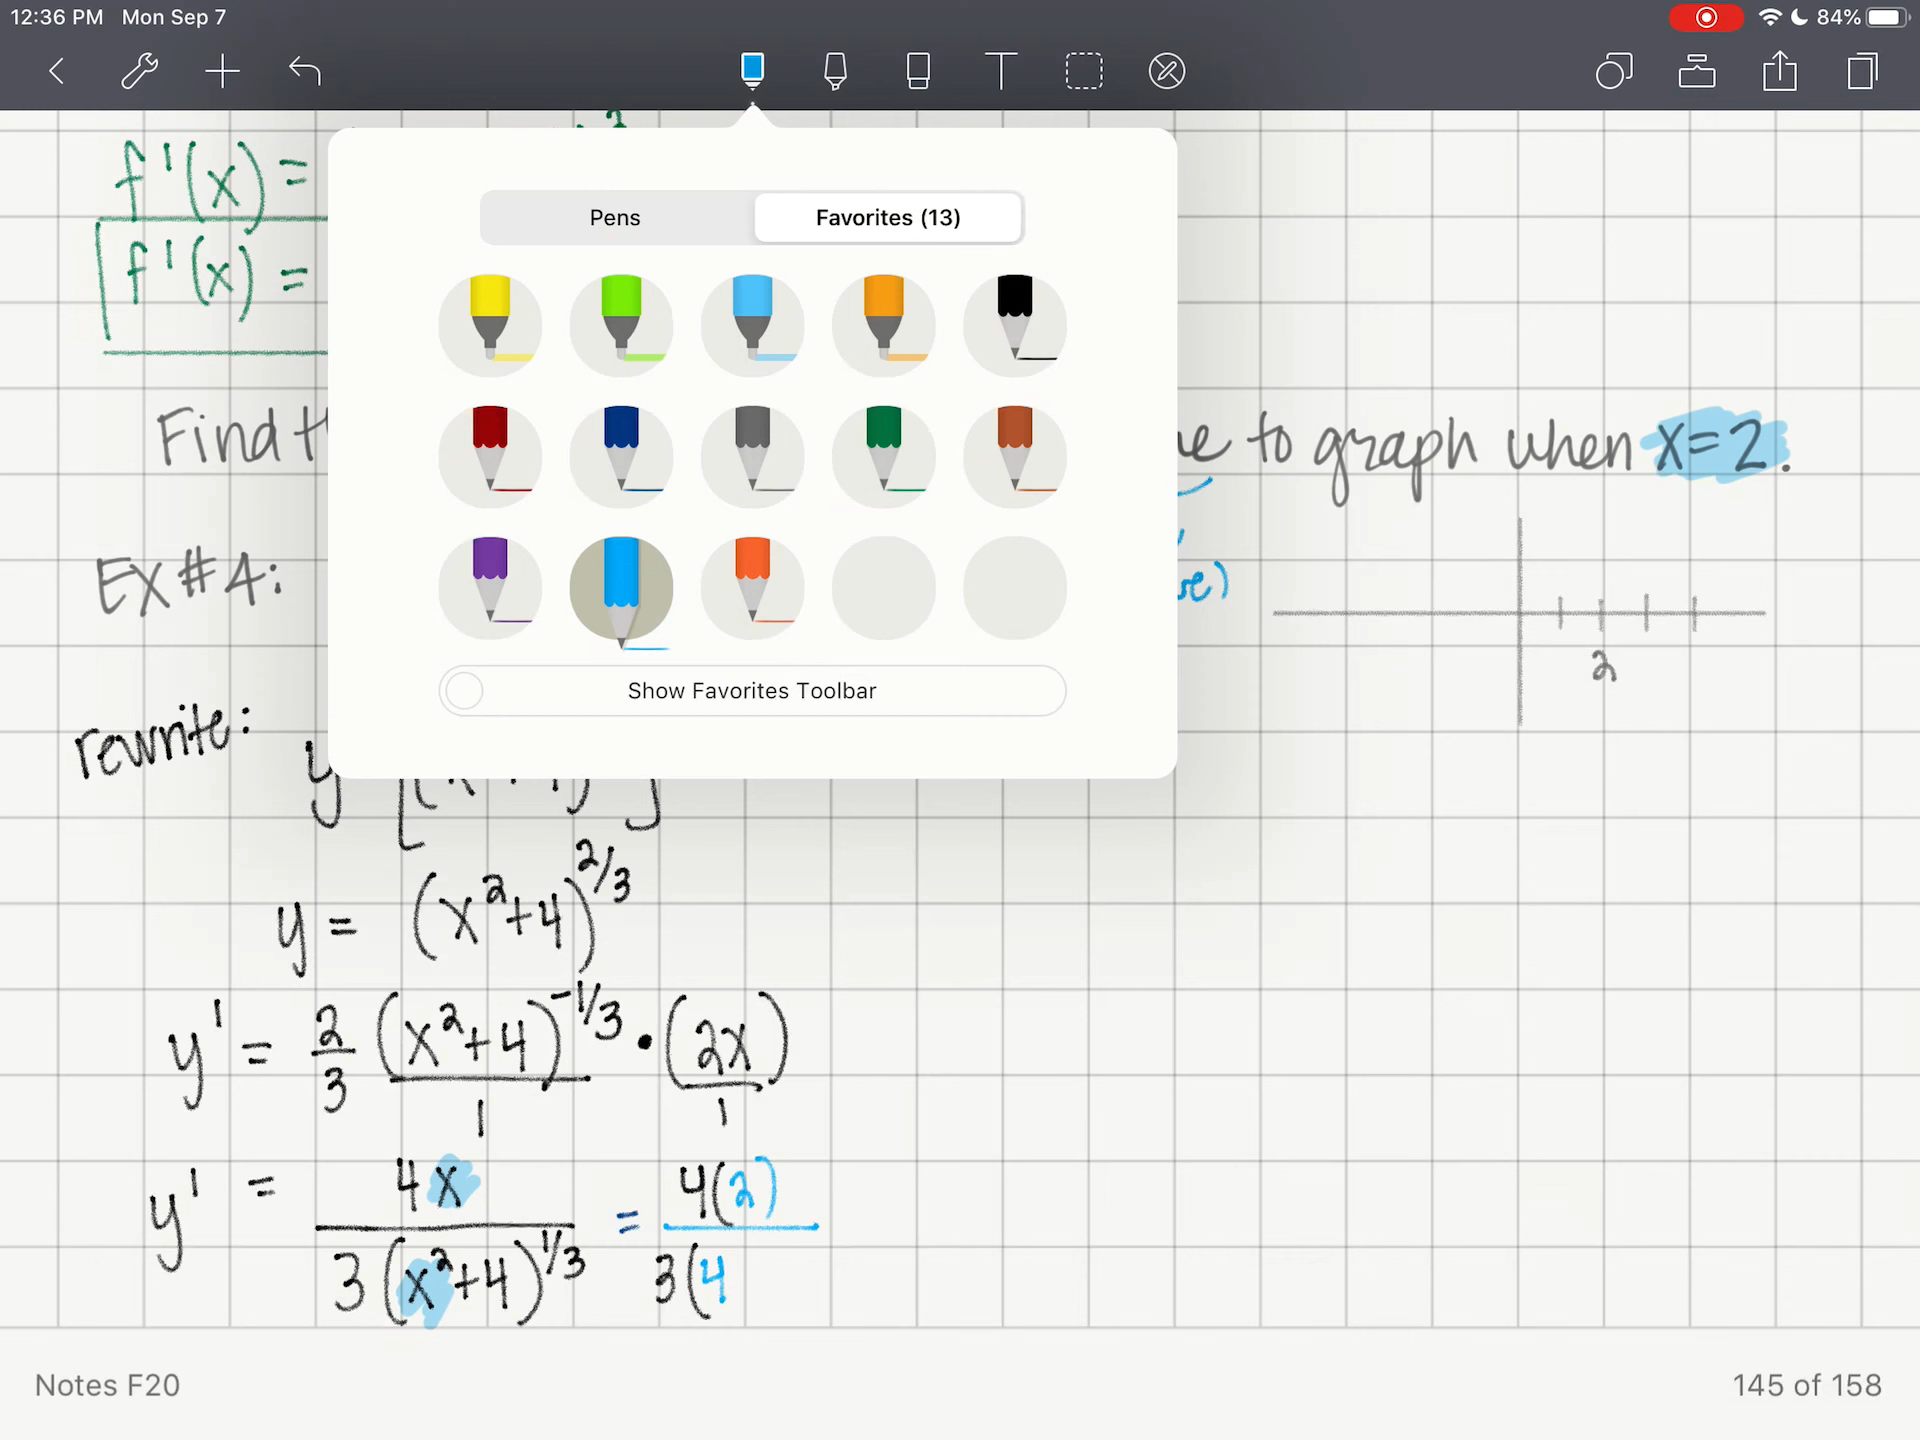 12:36 PM Mon Sep 7
84%
f'(x) =
f'(x) =
Pens
Favorites (13)
Show Favorites Toolbar
Find to graph when x=2.
Ex #4:
2
rewrite:
y
y = (x²+4)^2/3
y' = 2/3 (x²+4)^-1/3 / 1 • (2x)/1
y' = 4x / 3(x²+4)^1/3 = 4(2) / 3(4
Notes F20
145 of 158